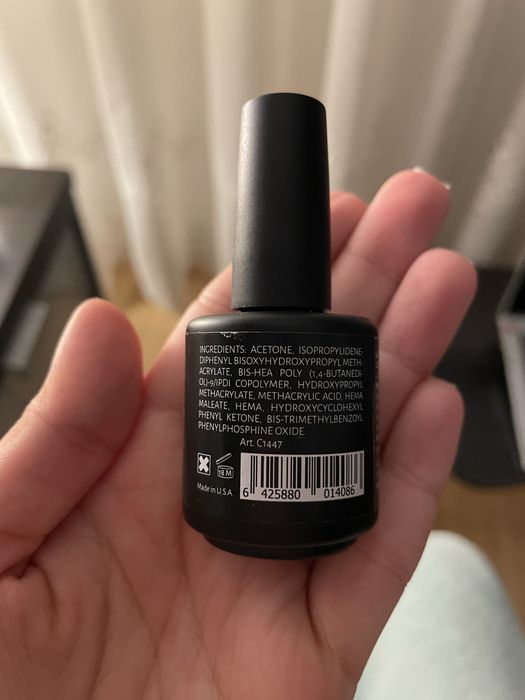 INGREDIENTS: ACETONE, ISOPROPYLIDENE-
DIPHENYL BISOXYHYDROXYPROPYL METH-
ACRYLATE, BIS-HEA POLY (1,4-BUTANEDI-
OL)-9/IPDI COPOLYMER, HYDROXYPROPYL
METHACRYLATE, METHACRYLIC ACID, HEMA
MALEATE, HEMA, HYDROXYCYCLOHEXYL
PHENYL KETONE, BIS-TRIMETHYLBENZOYL
PHENYLPHOSPHINE OXIDE.
Art. C1447
18 M
Made in U.S.A.
6 425880 014086